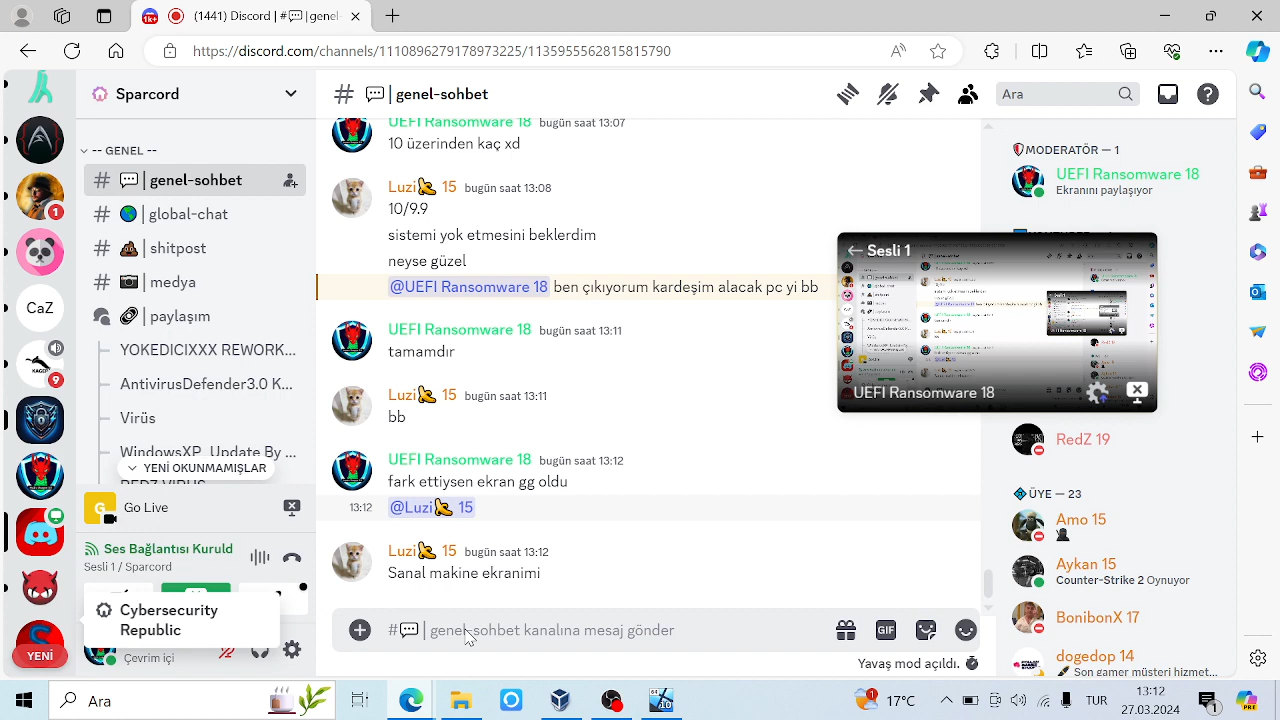 (1441) Discord | #💬| genel
https://discord.com/channels/1110896279178973225/1135955562815815790
Sparcord
💬 | genel-sohbet
Ara
-- GENEL --
💬 | genel-sohbet
🌎 | global-chat
💩 | shitpost
📷 | medya
| paylaşım
YOKEDICIXXX REWORK...
AntivirusDefender3.0 K...
Virüs
WindowsXP_Update By ...
YENİ OKUNMAMIŞLAR
CaZ
KAGER
1
9
YENİ
G
Go Live
Ses Bağlantısı Kuruld
Sesli 1 / Sparcord
Cybersecurity
Republic
Çevrim içi
UEFI Ransomware 18 bugün saat 13:07
10 üzerinden kaç xd
Luzi 15 bugün saat 13:08
10/9.9
sistemi yok etmesini beklerdim
neyse güzel
@UEFI Ransomware 18 ben çıkıyorum kardeşim alacak pc yi bb
UEFI Ransomware 18 bugün saat 13:11
tamamdır
Luzi 15 bugün saat 13:11
bb
UEFI Ransomware 18 bugün saat 13:12
fark ettiysen ekran gg oldu
13:12 @Luzi 15
Luzi 15 bugün saat 13:12
Sanal makine ekranimi
#💬 | genel-sohbet kanalına mesaj gönder
GIF
Yavaş mod açıldı.
MODERATÖR — 1
UEFI Ransomware 18
Ekranını paylaşıyor
Sesli 1
UEFI Ransomware 18
RedZ 19
ÜYE — 23
Amo 15
Aykan 15
Counter-Strike 2 Oynuyor
BonibonX 17
dogedop 14
Son gamer müsteri hizmet...
Ara
17°C
TUR
13:12
27.03.2024
1